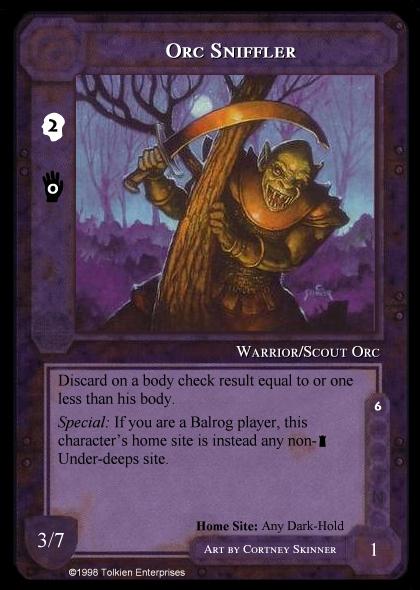 Orc Sniffler
2
0
Warrior/Scout Orc
Discard on a body check result equal to or one
less than his body.
Special: If you are a Balrog player, this
character's home site is instead any non-
Under-deeps site.
6
Home Site: Any Dark-Hold
3/7
Art by Cortney Skinner
1
©1998 Tolkien Enterprises